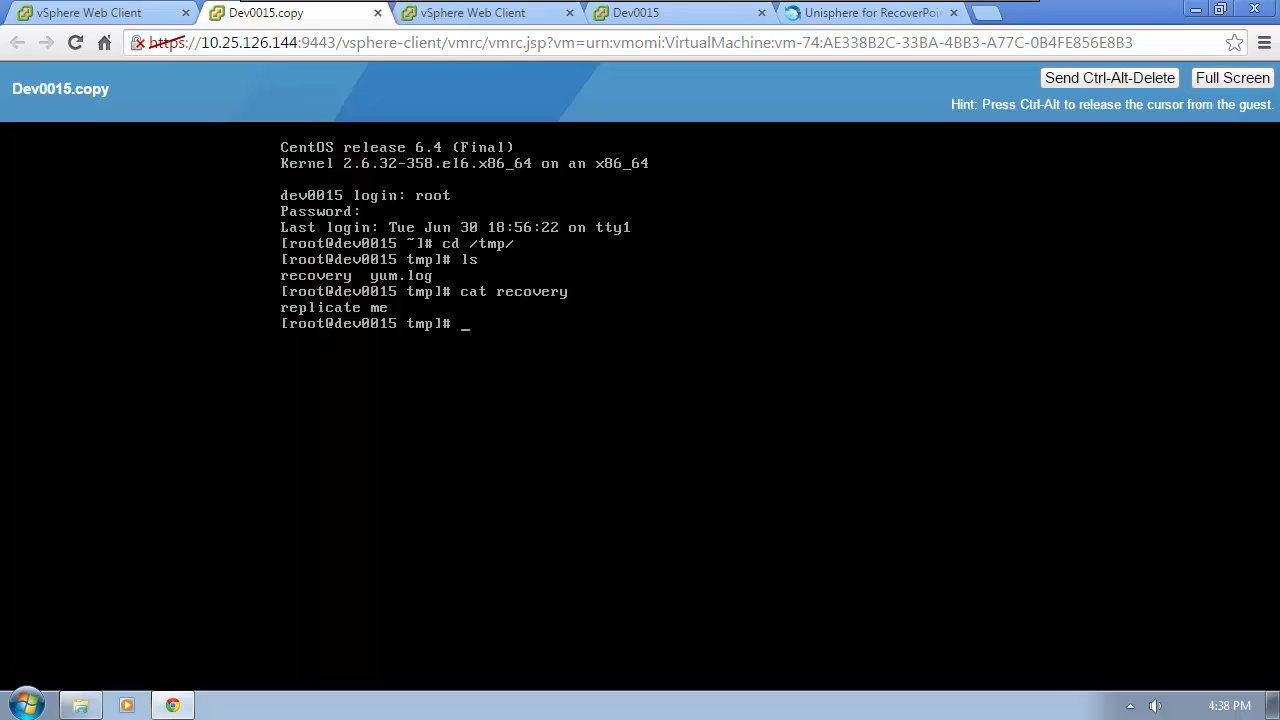 vSphere Web Client
Dev0015.copy
vSphere Web Client
Dev0015
Unisphere for RecoverPoi
https://10.25.126.144:9443/vsphere-client/vmrc/vmrc.jsp?vm=urn:vmomi:VirtualMachine:vm-74:AE338B2C-33BA-4BB3-A77C-0B4FE856E8B3
Dev0015.copy
Send Ctrl-Alt-Delete
Full Screen
Hint: Press Ctrl-Alt to release the cursor from the guest.
CentOS release 6.4 (Final)
Kernel 2.6.32-358.el6.x86_64 on an x86_64
dev0015 login: root
Password:
Last login: Tue Jun 30 18:56:22 on tty1
[root@dev0015 ~]# cd /tmp/
[root@dev0015 tmp]# ls
recovery  yum.log
[root@dev0015 tmp]# cat recovery
replicate me
[root@dev0015 tmp]# _
4:38 PM